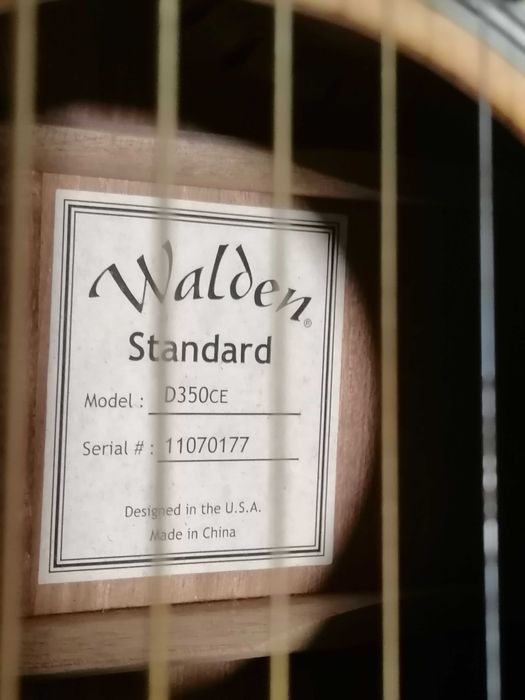 Walden®
Standard
Model : D350CE
Serial # : 11070177
Designed in the U.S.A.
Made in China